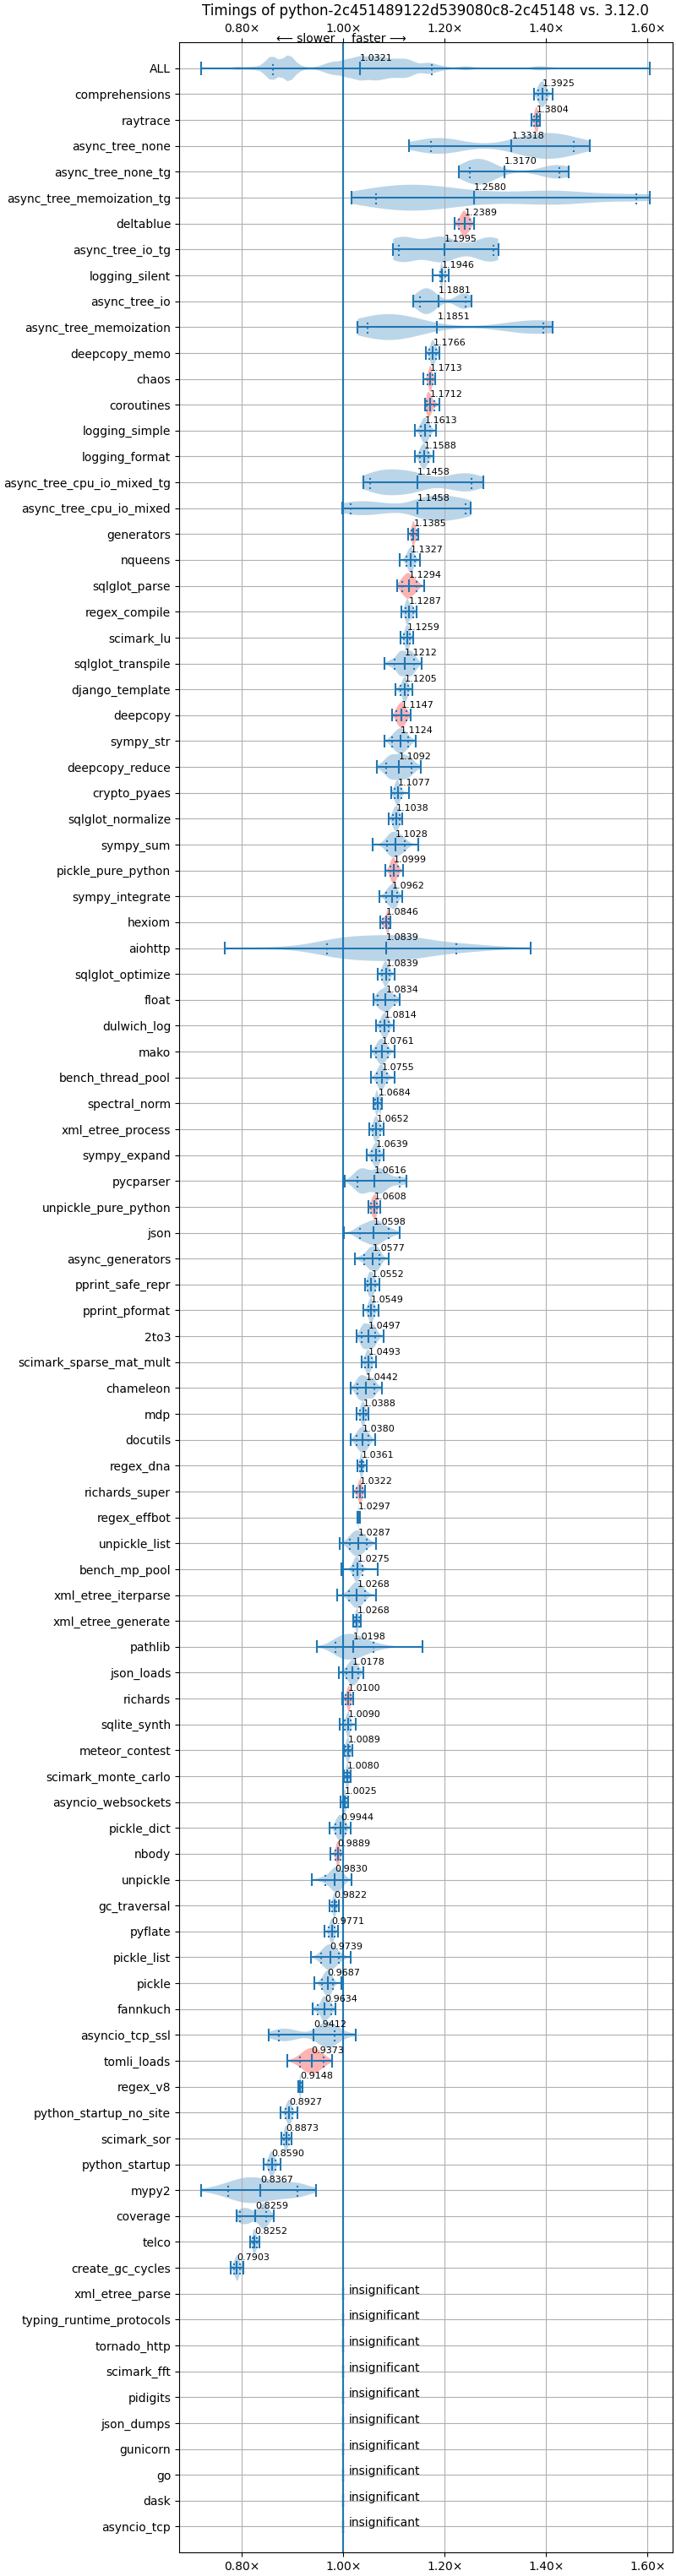 Timings of python-2c451489122d539080c8-2c45148 vs. 3.12.0
0.80× 1.00× 1.20× 1.40× 1.60×
⟵ slower faster ⟶
ALL 1.0321
comprehensions 1.3925
raytrace 1.3804
async_tree_none 1.3318
async_tree_none_tg 1.3170
async_tree_memoization_tg 1.2580
deltablue 1.2389
async_tree_io_tg 1.1995
logging_silent 1.1946
async_tree_io 1.1881
async_tree_memoization 1.1851
deepcopy_memo 1.1766
chaos 1.1713
coroutines 1.1712
logging_simple 1.1613
logging_format 1.1588
async_tree_cpu_io_mixed_tg 1.1458
async_tree_cpu_io_mixed 1.1458
generators 1.1385
nqueens 1.1327
sqlglot_parse 1.1294
regex_compile 1.1287
scimark_lu 1.1259
sqlglot_transpile 1.1212
django_template 1.1205
deepcopy 1.1147
sympy_str 1.1124
deepcopy_reduce 1.1092
crypto_pyaes 1.1077
sqlglot_normalize 1.1038
sympy_sum 1.1028
pickle_pure_python 1.0999
sympy_integrate 1.0962
hexiom 1.0846
aiohttp 1.0839
sqlglot_optimize 1.0839
float 1.0834
dulwich_log 1.0814
mako 1.0761
bench_thread_pool 1.0755
spectral_norm 1.0684
xml_etree_process 1.0652
sympy_expand 1.0639
pycparser 1.0616
unpickle_pure_python 1.0608
json 1.0598
async_generators 1.0577
pprint_safe_repr 1.0552
pprint_pformat 1.0549
2to3 1.0497
scimark_sparse_mat_mult 1.0493
chameleon 1.0442
mdp 1.0388
docutils 1.0380
regex_dna 1.0361
richards_super 1.0322
regex_effbot 1.0297
unpickle_list 1.0287
bench_mp_pool 1.0275
xml_etree_iterparse 1.0268
xml_etree_generate 1.0268
pathlib 1.0198
json_loads 1.0178
richards 1.0100
sqlite_synth 1.0090
meteor_contest 1.0089
scimark_monte_carlo 1.0080
asyncio_websockets 1.0025
pickle_dict 0.9944
nbody 0.9889
unpickle 0.9830
gc_traversal 0.9822
pyflate 0.9771
pickle_list 0.9739
pickle 0.9687
fannkuch 0.9634
asyncio_tcp_ssl 0.9412
tomli_loads 0.9373
regex_v8 0.9148
python_startup_no_site 0.8927
scimark_sor 0.8873
python_startup 0.8590
mypy2 0.8367
coverage 0.8259
telco 0.8252
create_gc_cycles 0.7903
xml_etree_parse insignificant
typing_runtime_protocols insignificant
tornado_http insignificant
scimark_fft insignificant
pidigits insignificant
json_dumps insignificant
gunicorn insignificant
go insignificant
dask insignificant
asyncio_tcp insignificant
0.80× 1.00× 1.20× 1.40× 1.60×